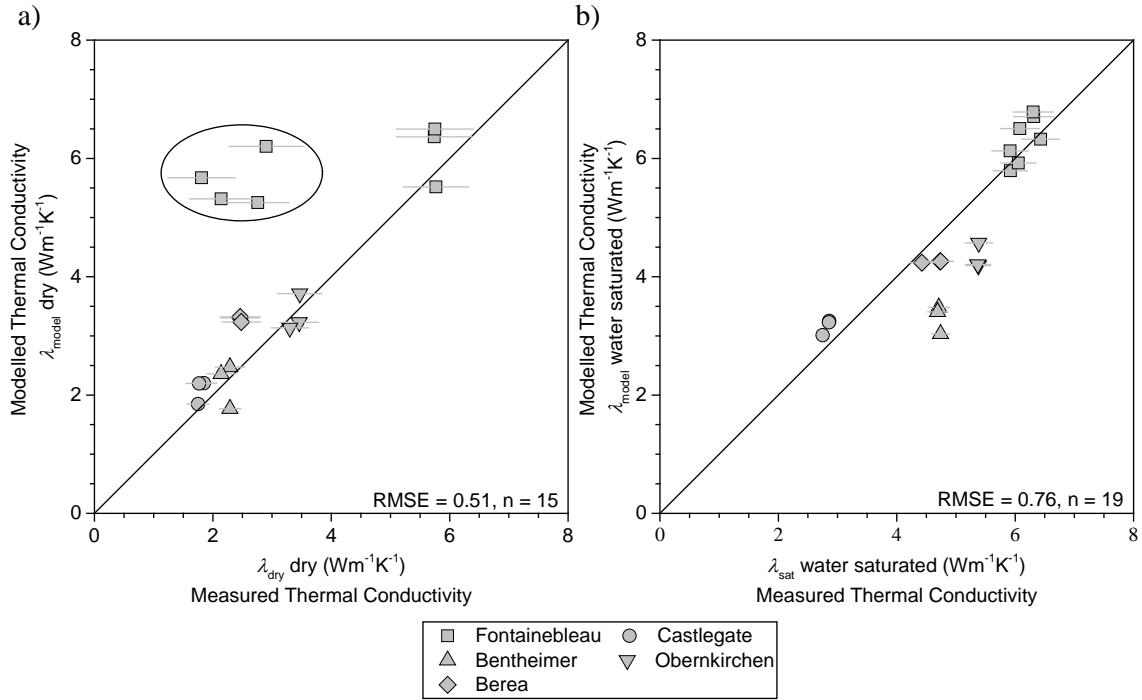 a)
8
6
4
2
0
0
2
4
6
8
Modelled Thermal Conductivity
λmodel dry (Wm⁻¹K⁻¹)
RMSE = 0.51, n = 15
λdry dry (Wm⁻¹K⁻¹)
Measured Thermal Conductivity
b)
8
6
4
2
0
0
2
4
6
8
Modelled Thermal Conductivity
λmodel water saturated (Wm⁻¹K⁻¹)
RMSE = 0.76, n = 19
λsat water saturated (Wm⁻¹K⁻¹)
Measured Thermal Conductivity
Fontainebleau
Castlegate
Bentheimer
Obernkirchen
Berea